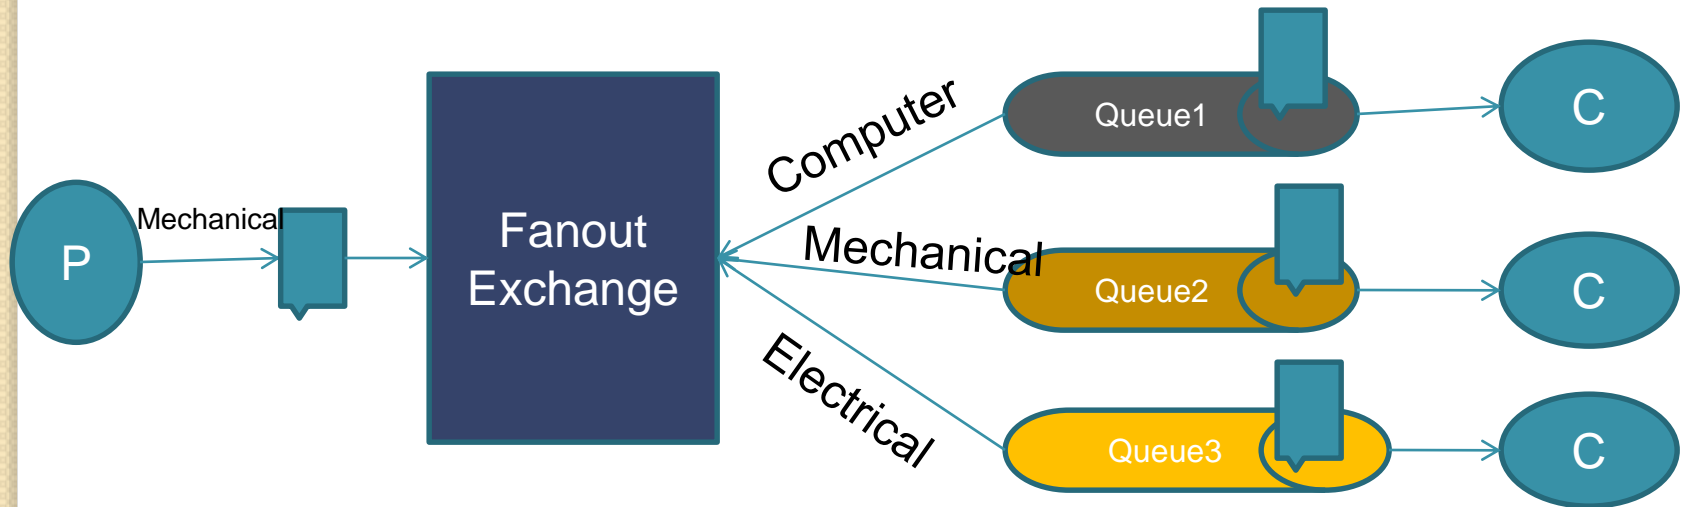 P
Mechanical
Fanout
Exchange
Computer
Mechanical
Electrical
Queue1
C
Queue2
C
Queue3
C